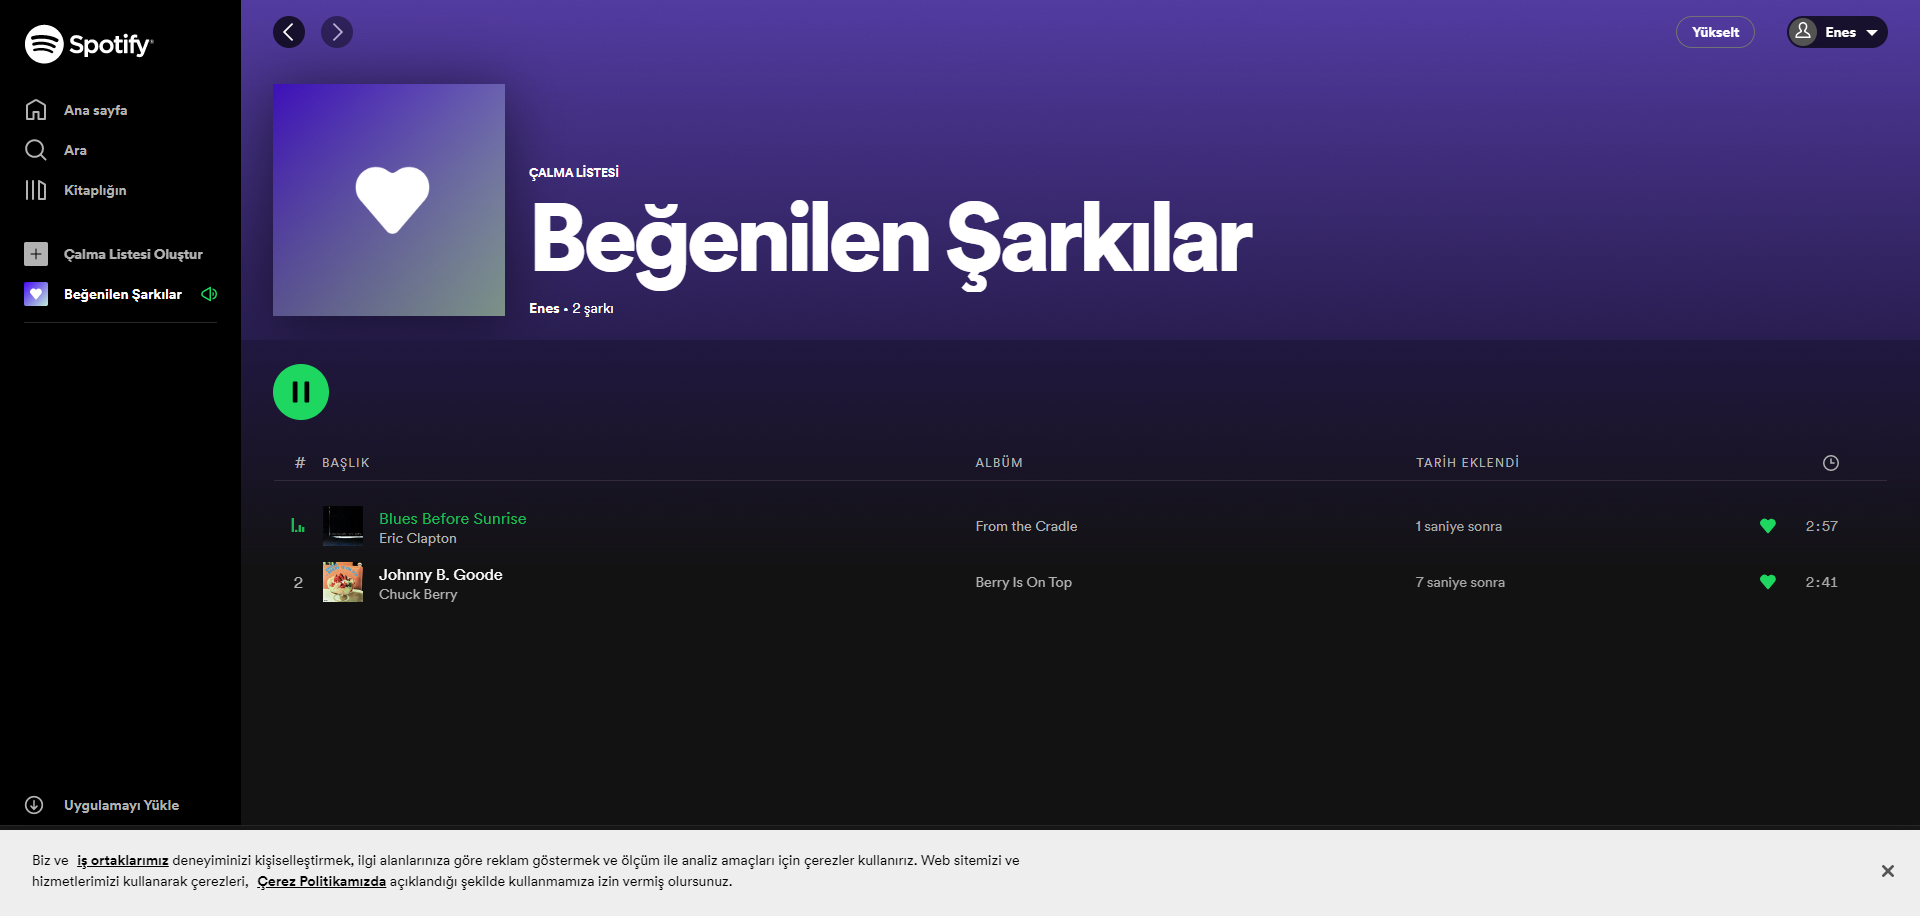 Spotify
Ana sayfa
Ara
Kitaplığın
Çalma Listesi Oluştur
Beğenilen Şarkılar
Uygulamayı Yükle
Yükselt
Enes
ÇALMA LİSTESİ
Beğenilen Şarkılar
Enes • 2 şarkı
# BAŞLIK ALBÜM TARİH EKLENDİ
Blues Before Sunrise
Eric Clapton
From the Cradle
1 saniye sonra
2:57
2
Johnny B. Goode
Chuck Berry
Berry Is On Top
7 saniye sonra
2:41
Biz ve iş ortaklarımız deneyiminizi kişiselleştirmek, ilgi alanlarınıza göre reklam göstermek ve ölçüm ile analiz amaçları için çerezler kullanırız. Web sitemizi ve
hizmetlerimizi kullanarak çerezleri, Çerez Politikamızda açıklandığı şekilde kullanmamıza izin vermiş olursunuz.